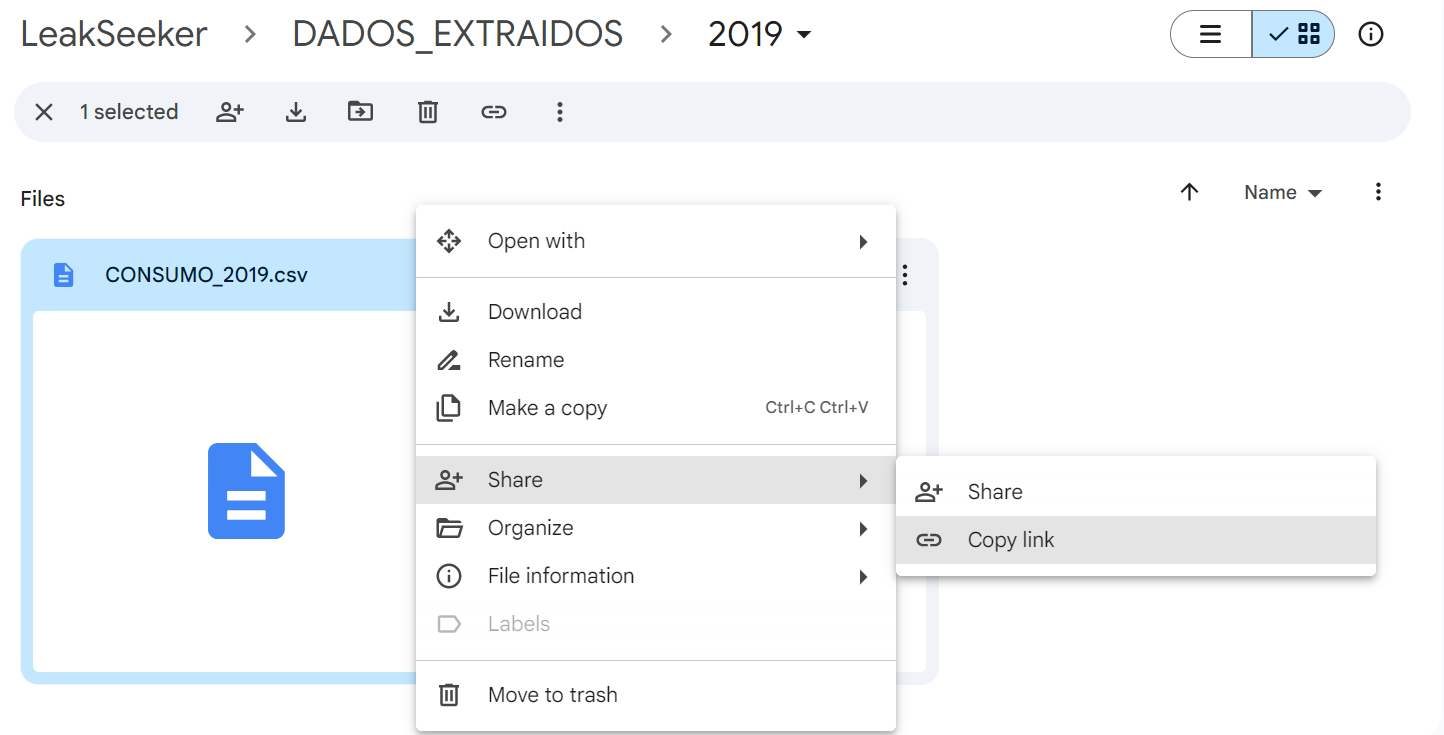 LeakSeeker > DADOS_EXTRAIDOS > 2019
1 selected
Files
Name
CONSUMO_2019.csv
Open with
Download
Rename
Make a copy Ctrl+C Ctrl+V
Share
Share
Copy link
Organize
File information
Labels
Move to trash